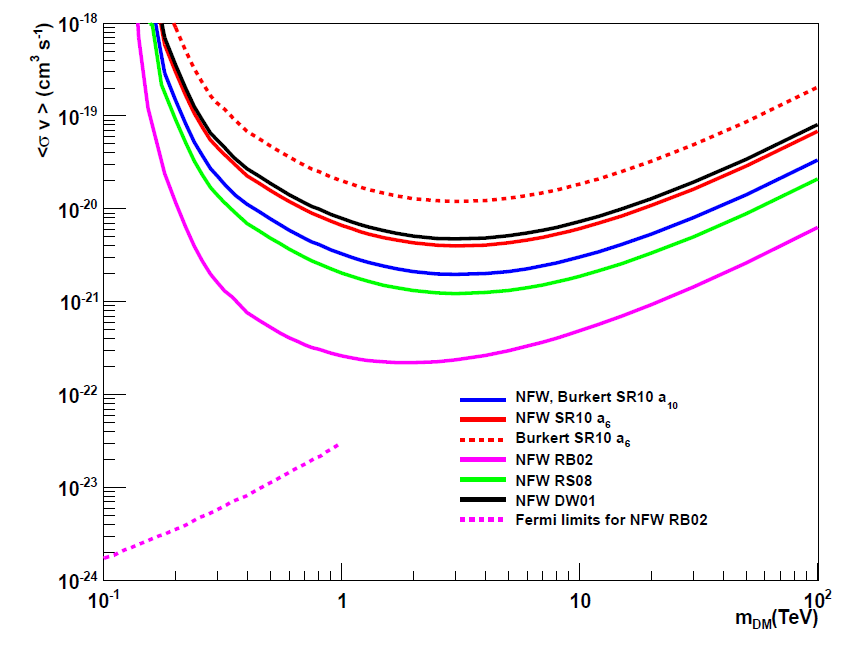 <σ v > (cm³ s⁻¹)
10⁻¹⁸
10⁻¹⁹
10⁻²⁰
10⁻²¹
10⁻²²
10⁻²³
10⁻²⁴
NFW, Burkert SR10 a₁₀
NFW SR10 a₆
Burkert SR10 a₆
NFW RB02
NFW RS08
NFW DW01
Fermi limits for NFW RB02
10⁻¹ 1 10 10²
m_DM(TeV)